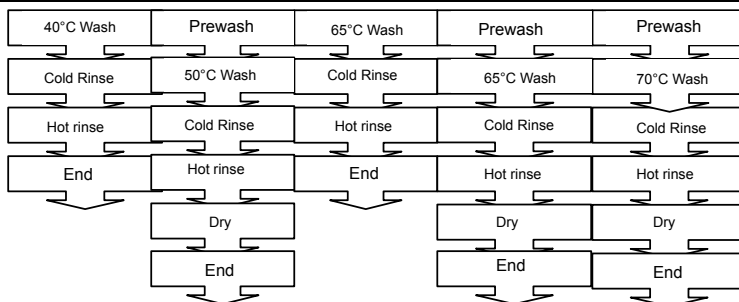 40°C Wash
Cold Rinse
Hot rinse
End
Prewash
50°C Wash
Cold Rinse
Hot rinse
Dry
End
65°C Wash
Cold Rinse
Hot rinse
End
Prewash
65°C Wash
Cold Rinse
Hot rinse
Dry
End
Prewash
70°C Wash
Cold Rinse
Hot rinse
Dry
End